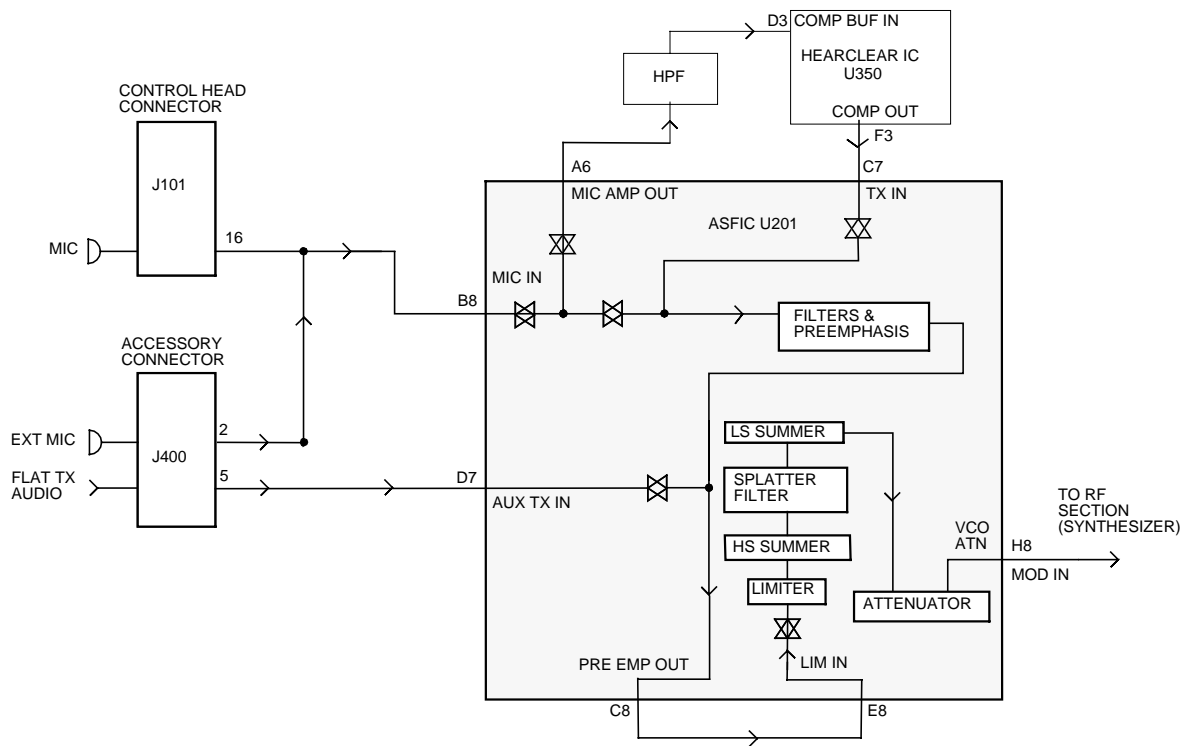 D3
COMP BUF IN
HEARCLEAR IC
U350
COMP OUT
F3
HPF
CONTROL HEAD
CONNECTOR
J101
MIC
16
A6
MIC AMP OUT
C7
TX IN
ASFIC U201
MIC IN
B8
FILTERS &
PREEMPHASIS
ACCESSORY
CONNECTOR
EXT MIC
FLAT TX
AUDIO
J400
2
5
D7
AUX TX IN
LS SUMMER
SPLATTER
FILTER
HS SUMMER
LIMITER
ATTENUATOR
VCO
ATN
H8
MOD IN
TO RF
SECTION
(SYNTHESIZER)
PRE EMP OUT
LIM IN
C8
E8